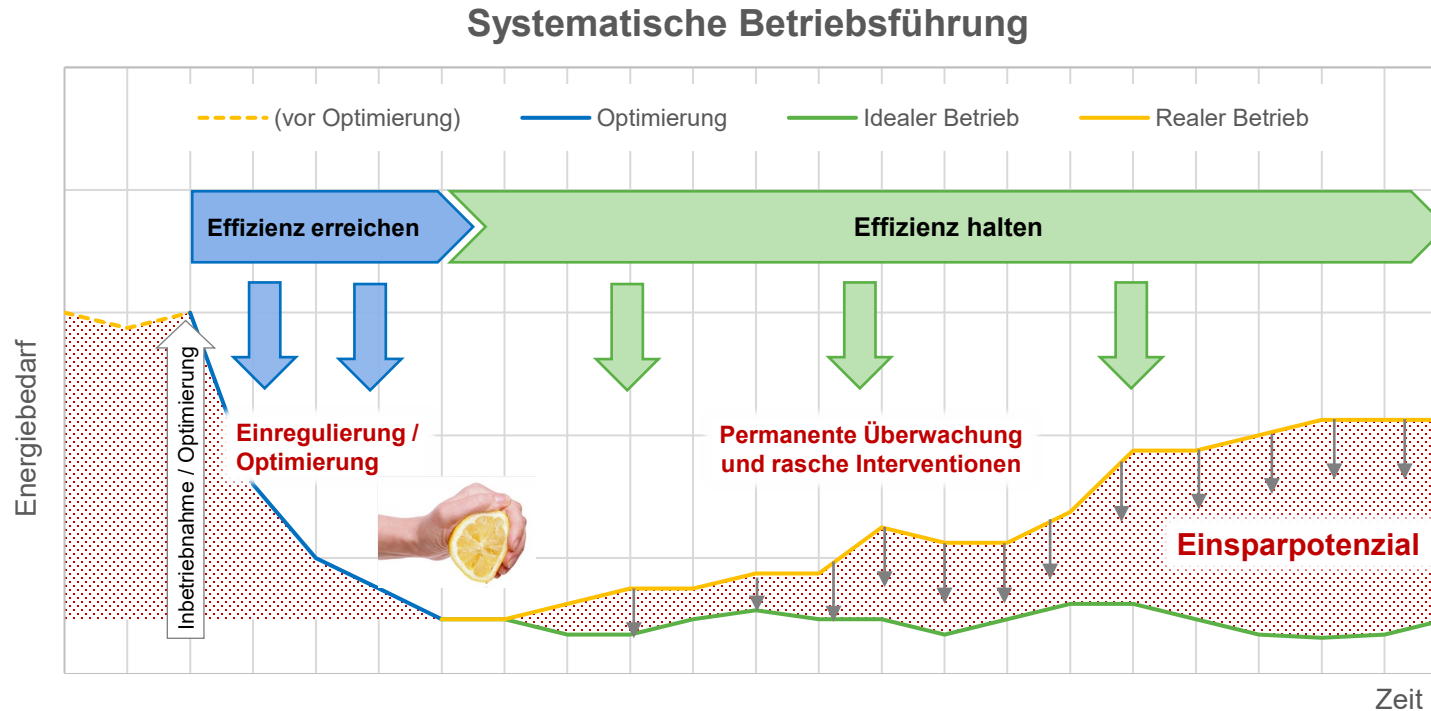 Systematische Betriebsführung
(vor Optimierung)
Optimierung
Idealer Betrieb
Realer Betrieb
Effizienz erreichen
Effizienz halten
Energiebedarf
Inbetriebnahme / Optimierung
Einregulierung /
Optimierung
Permanente Überwachung
und rasche Interventionen
Einsparpotenzial
Zeit